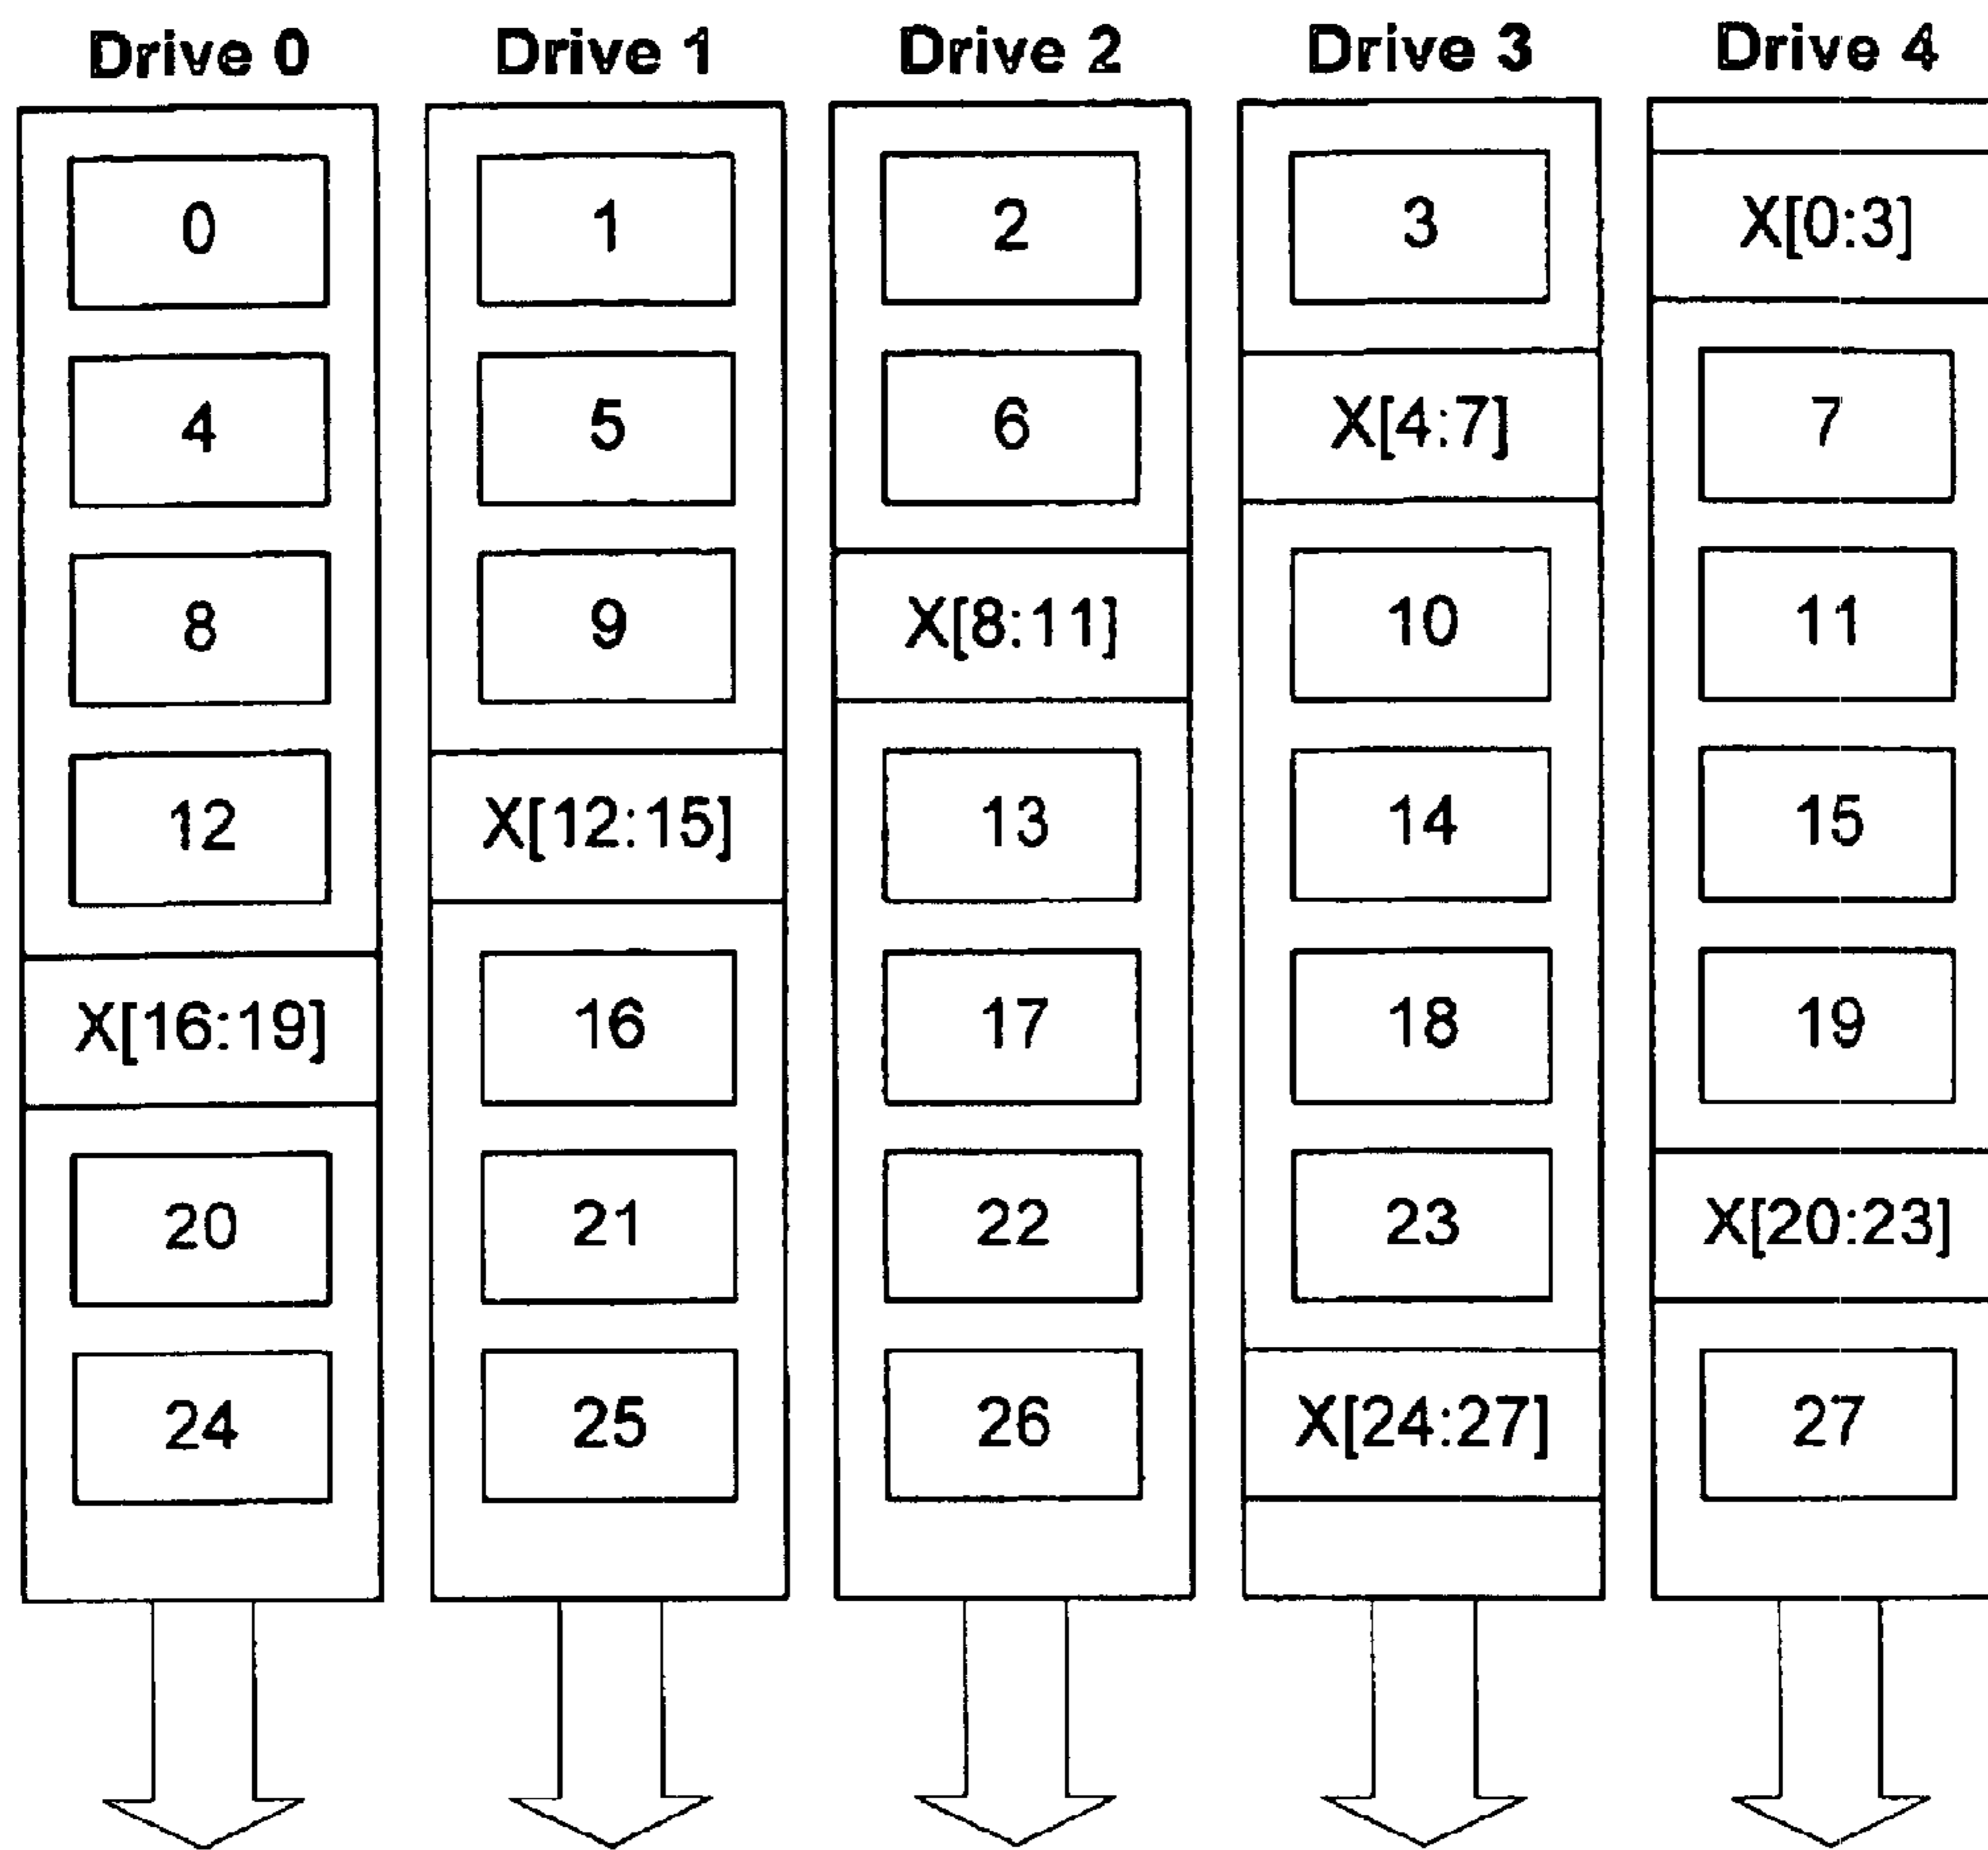 Drive 0 Drive 1 Drive 2 Drive 3 Drive 4
0 1 2 3 X[0:3]
4 5 6 X[4:7] 7
8 9 X[8:11] 10 11
12 X[12:15] 13 14 15
X[16:19] 16 17 18 19
20 21 22 23 X[20:23]
24 25 26 X[24:27] 27